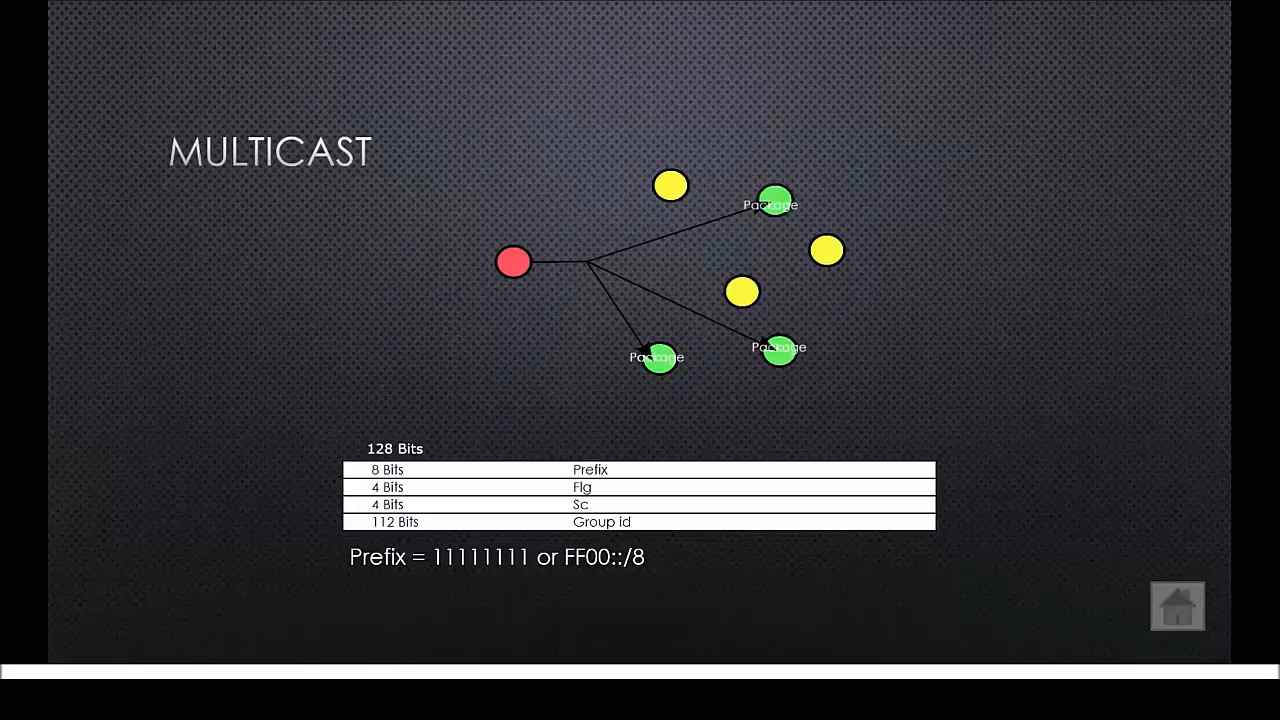 MULTICAST
Package
Package
Package
128 Bits
8 Bits Prefix
4 Bits Flg
4 Bits Sc
112 Bits Group id
Prefix = 11111111 or FF00::/8